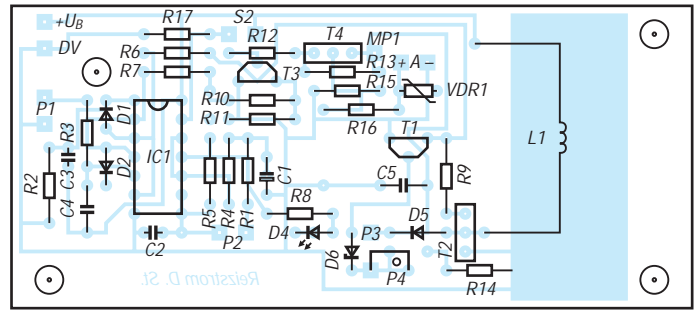 +UB
R17
S2
R12
T4
MP1
DV
R6
R7
T3
R13
+A−
R15
VDR1
P1
D1
R10
R11
R16
R3
IC1
T1
L1
R2
C3
D2
C4
R5
R4
R1
C1
C5
R9
R8
C2
P2
D4
P3
D5
D6
P4
T2
R14
Reizstrom D. St.